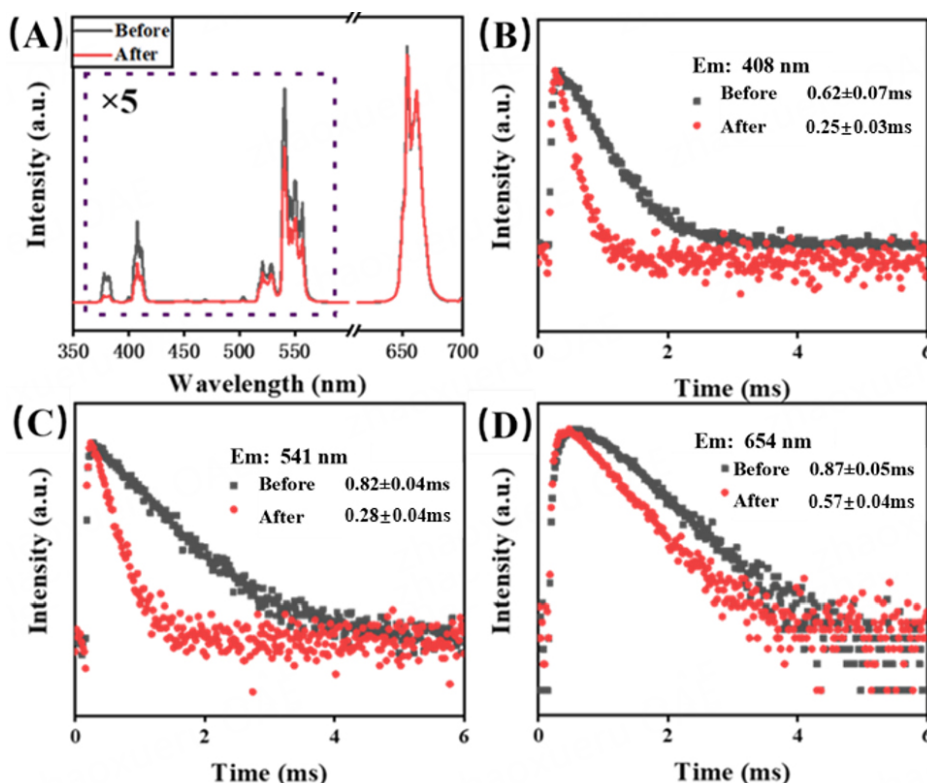 (A)
Before
After
×5
Intensity (a.u.)
350 400 450 500 550 650 700
Wavelength (nm)
(B)
Em: 408 nm
Before 0.62±0.07ms
After 0.25±0.03ms
Intensity (a.u.)
0 2 4 6
Time (ms)
(C)
Em: 541 nm
Before 0.82±0.04ms
After 0.28±0.04ms
Intensity (a.u.)
0 2 4 6
Time (ms)
(D)
Em: 654 nm
Before 0.87±0.05ms
After 0.57±0.04ms
Intensity (a.u.)
0 2 4 6
Time (ms)